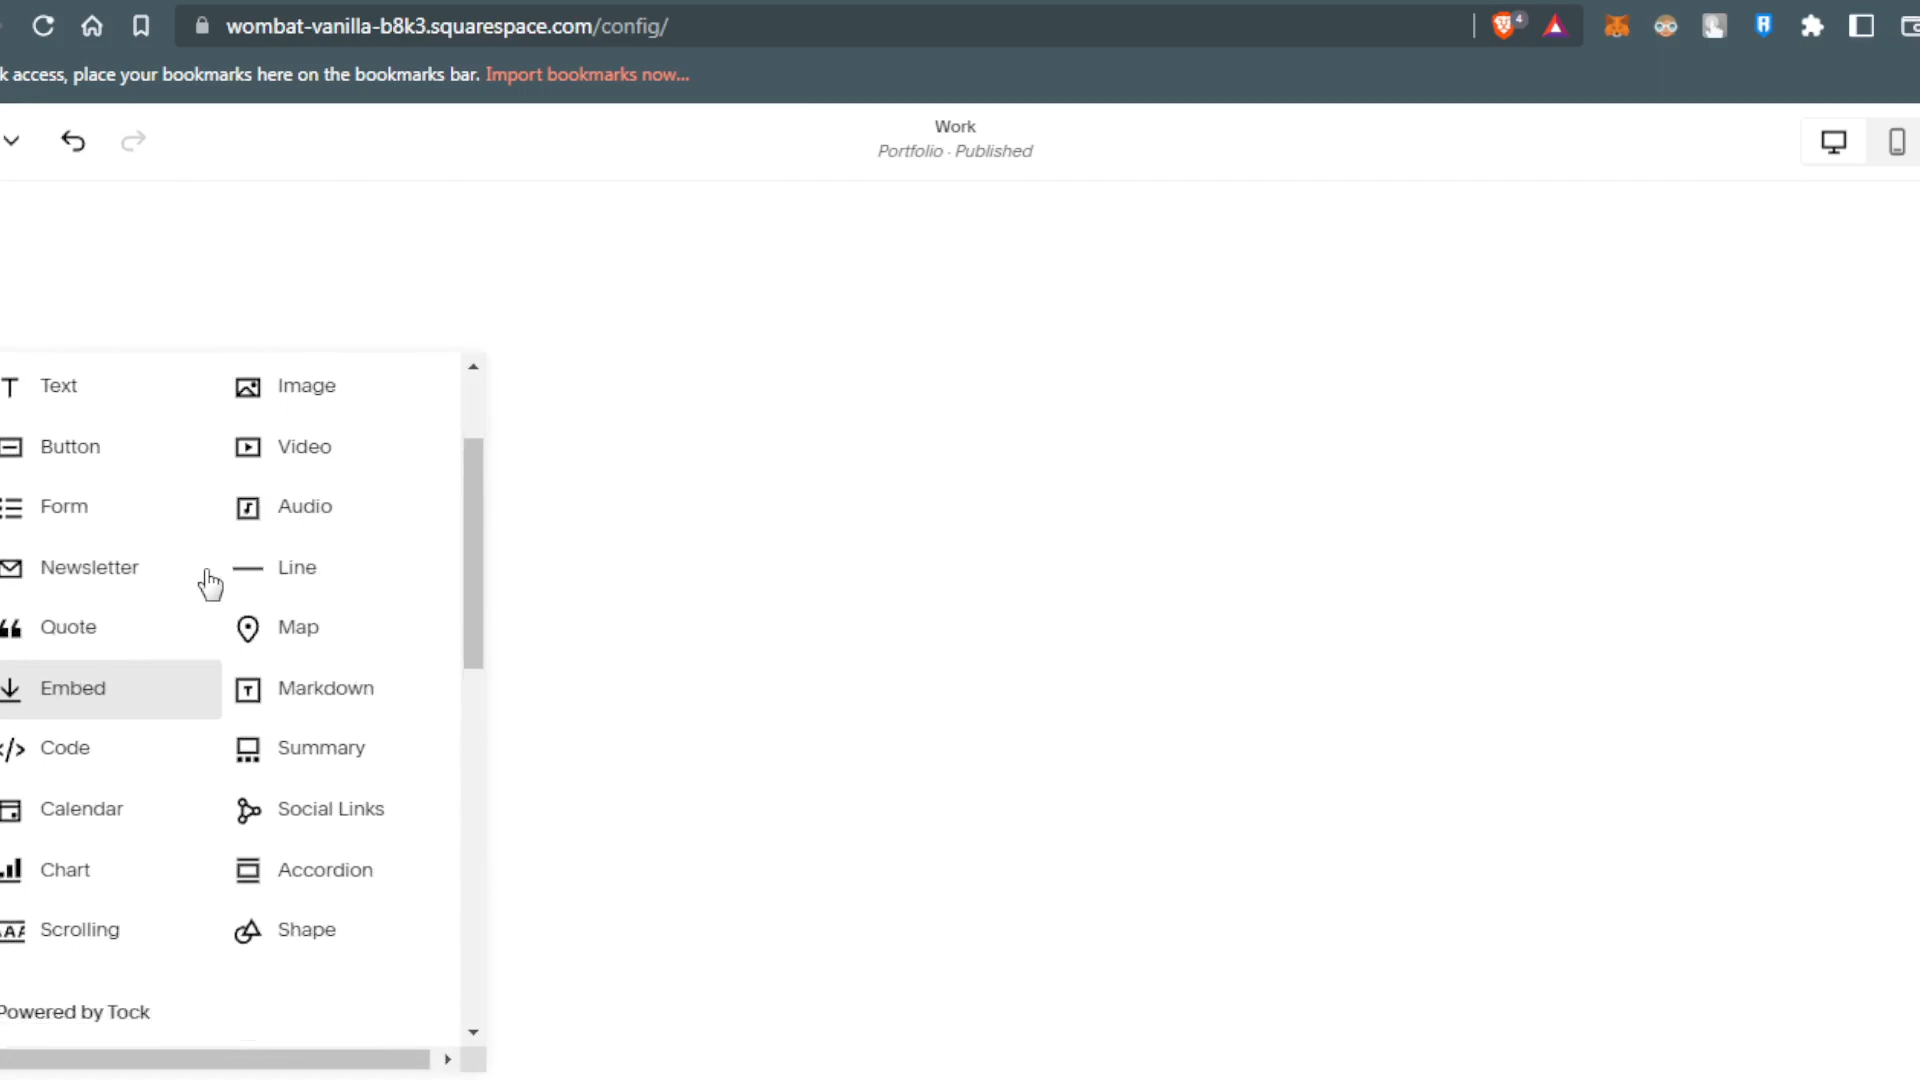 wombat-vanilla-b8k3.squarespace.com/config/
4
k access, place your bookmarks here on the bookmarks bar. Import bookmarks now...
Work
Portfolio · Published
Text
Image
Button
Video
Form
Audio
Newsletter
Line
Quote
Map
Embed
Markdown
Code
Summary
Calendar
Social Links
Chart
Accordion
Scrolling
Shape
Powered by Tock